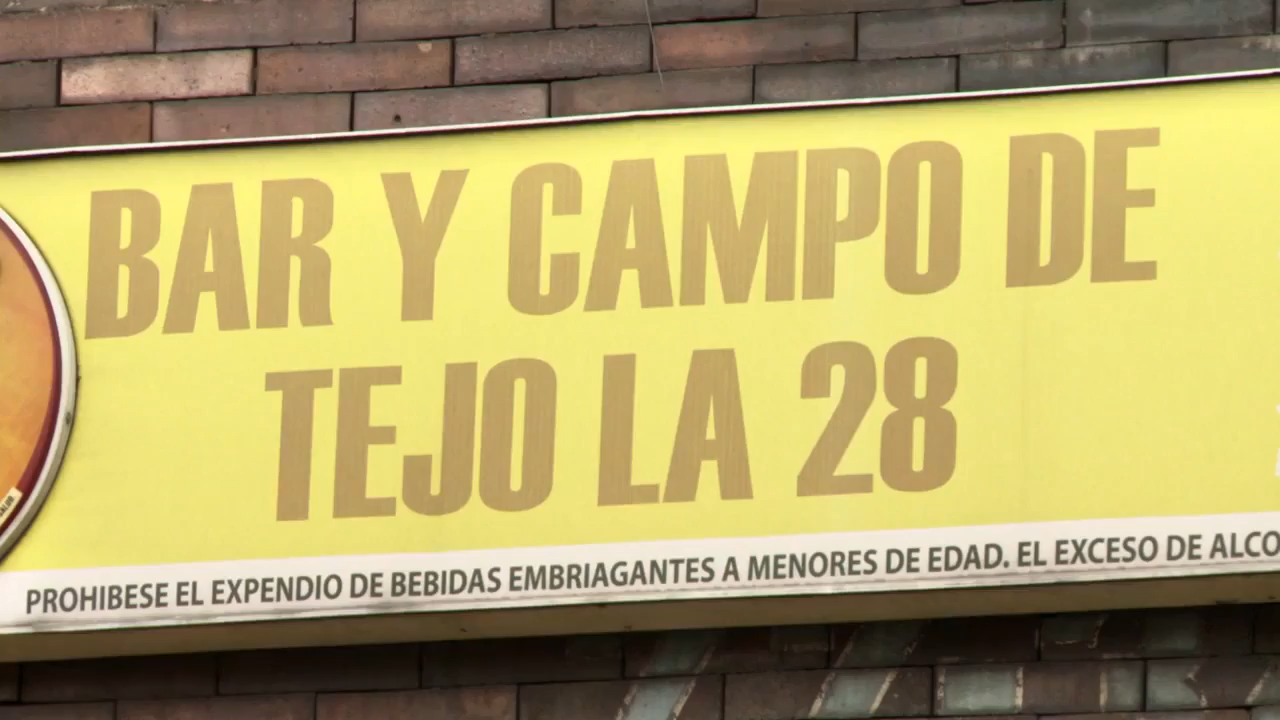 BAR Y CAMPO DE
TEJO LA 28
PROHIBESE EL EXPENDIO DE BEBIDAS EMBRIAGANTES A MENORES DE EDAD. EL EXCESO DE ALCO